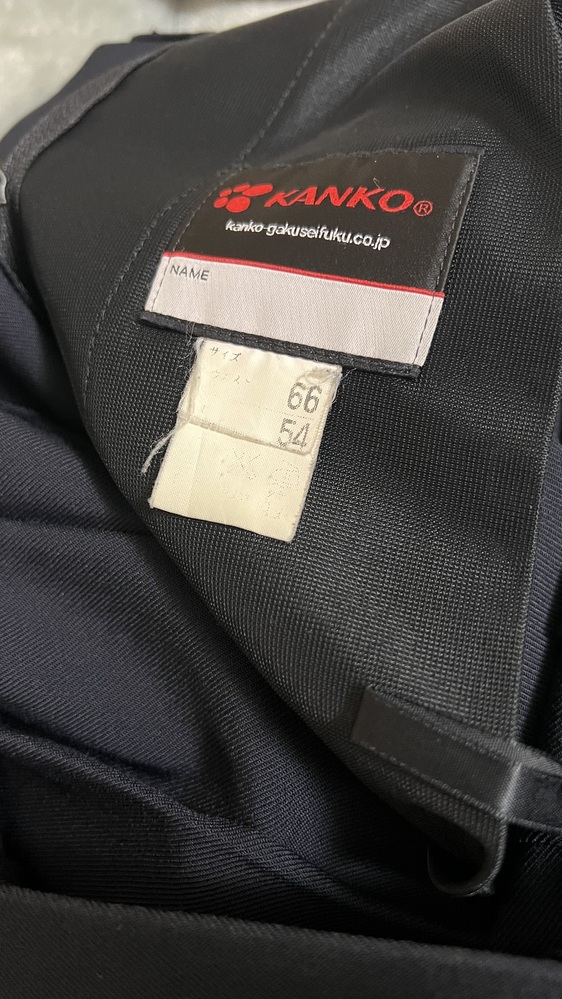 KANKO®
kanko-gakuseifuku.co.jp
NAME
サイズ
ウエスト 66
54